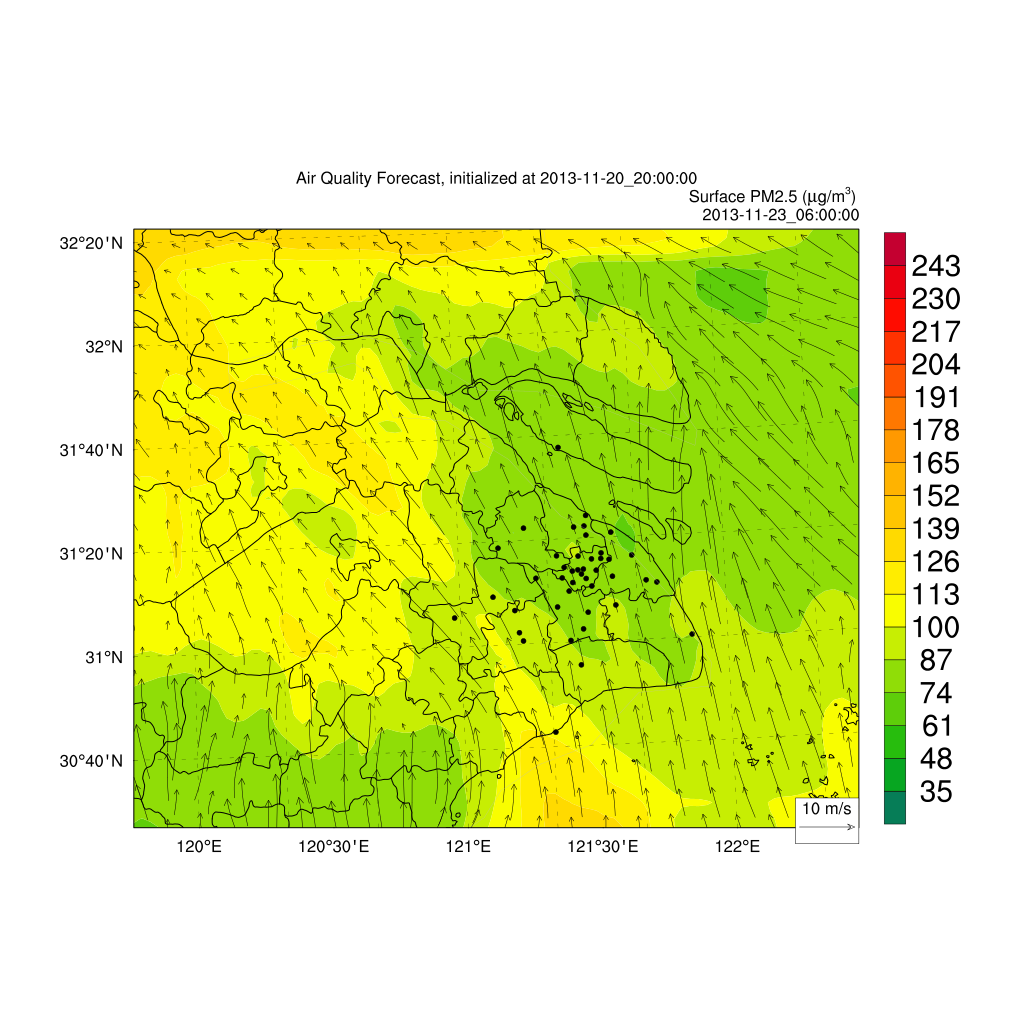 Air Quality Forecast, initialized at 2013-11-20_20:00:00
Surface PM2.5 (μg/m³)
2013-11-23_06:00:00
32°20'N
32°N
31°40'N
31°20'N
31°N
30°40'N
120°E
120°30'E
121°E
121°30'E
122°E
10 m/s
243
230
217
204
191
178
165
152
139
126
113
100
87
74
61
48
35